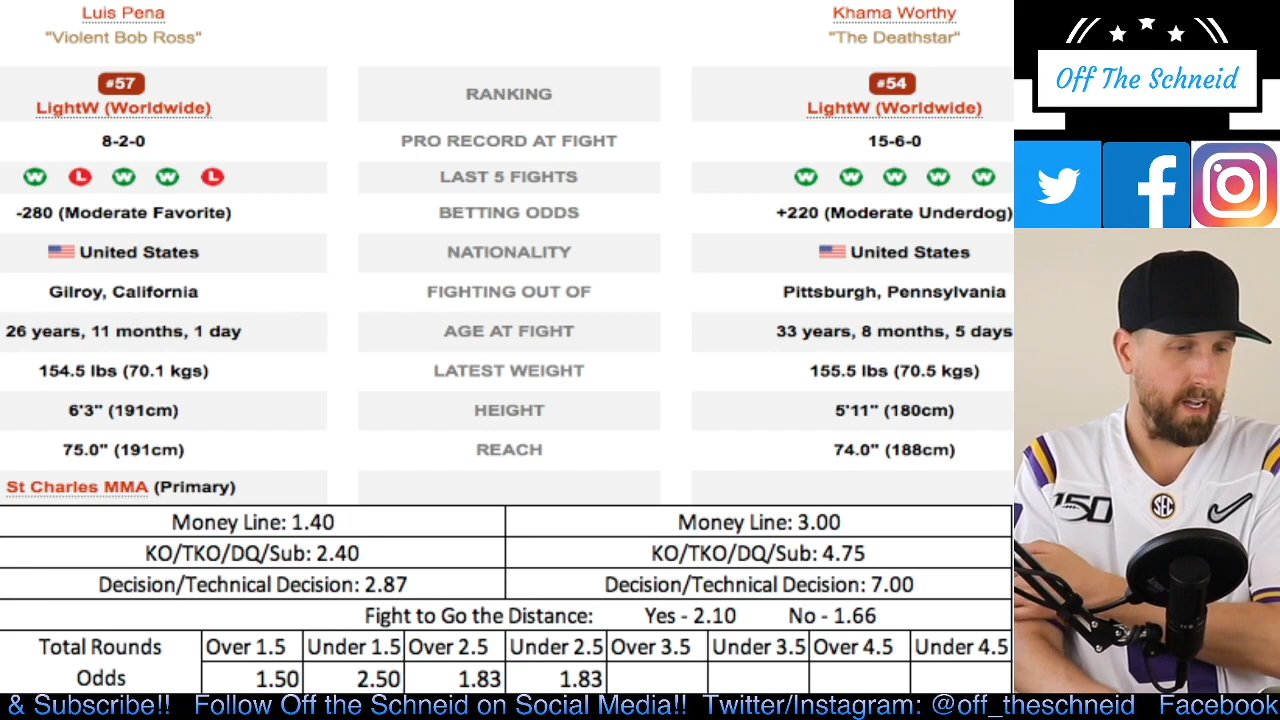 Luis Pena
"Violent Bob Ross"
Khama Worthy
"The Deathstar"
#57
LightW (Worldwide)
RANKING
#54
LightW (Worldwide)
8-2-0
PRO RECORD AT FIGHT
15-6-0
W L W W L
LAST 5 FIGHTS
W W W W W
-280 (Moderate Favorite)
BETTING ODDS
+220 (Moderate Underdog)
United States
NATIONALITY
United States
Gilroy, California
FIGHTING OUT OF
Pittsburgh, Pennsylvania
26 years, 11 months, 1 day
AGE AT FIGHT
33 years, 8 months, 5 days
154.5 lbs (70.1 kgs)
LATEST WEIGHT
155.5 lbs (70.5 kgs)
6'3" (191cm)
HEIGHT
5'11" (180cm)
75.0" (191cm)
REACH
74.0" (188cm)
St Charles MMA (Primary)
Money Line: 1.40
Money Line: 3.00
KO/TKO/DQ/Sub: 2.40
KO/TKO/DQ/Sub: 4.75
Decision/Technical Decision: 2.87
Decision/Technical Decision: 7.00
Fight to Go the Distance: Yes - 2.10 No - 1.66
Total Rounds Over 1.5 Under 1.5 Over 2.5 Under 2.5 Over 3.5 Under 3.5 Over 4.5 Under 4.5
Odds 1.50 2.50 1.83 1.83
Off The Schneid
f
150
SEC
& Subscribe!! Follow Off the Schneid on Social Media!! Twitter/Instagram: @off_theschneid Facebook